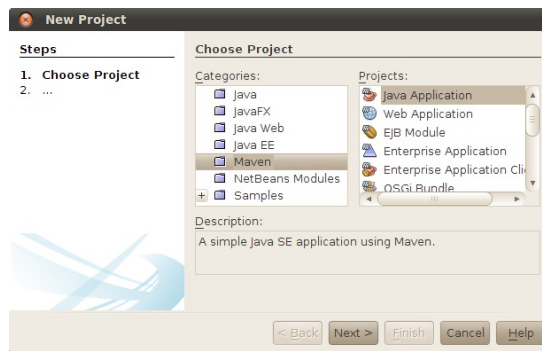 New Project
Steps
1. Choose Project
2. ...
Choose Project
Categories:
Java
JavaFX
Java Web
Java EE
Maven
NetBeans Modules
+ Samples
Projects:
Java Application
Web Application
EJB Module
Enterprise Application
Enterprise Application Clie
OSGi Bundle
Description:
A simple Java SE application using Maven.
< Back Next > Finish Cancel Help